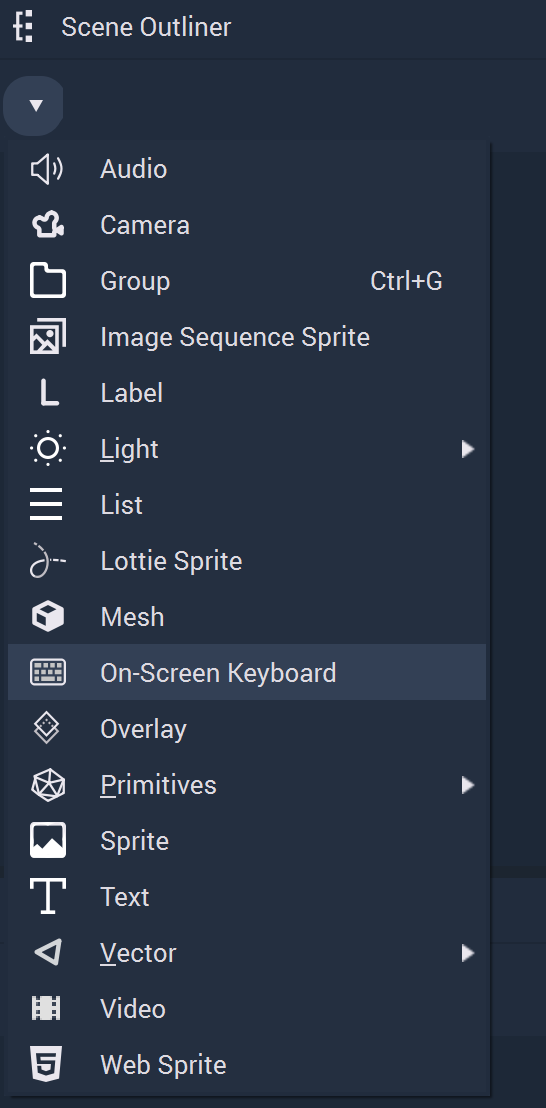 Scene Outliner
Audio
Camera
Group Ctrl+G
Image Sequence Sprite
Label
Light
List
Lottie Sprite
Mesh
On-Screen Keyboard
Overlay
Primitives
Sprite
Text
Vector
Video
Web Sprite